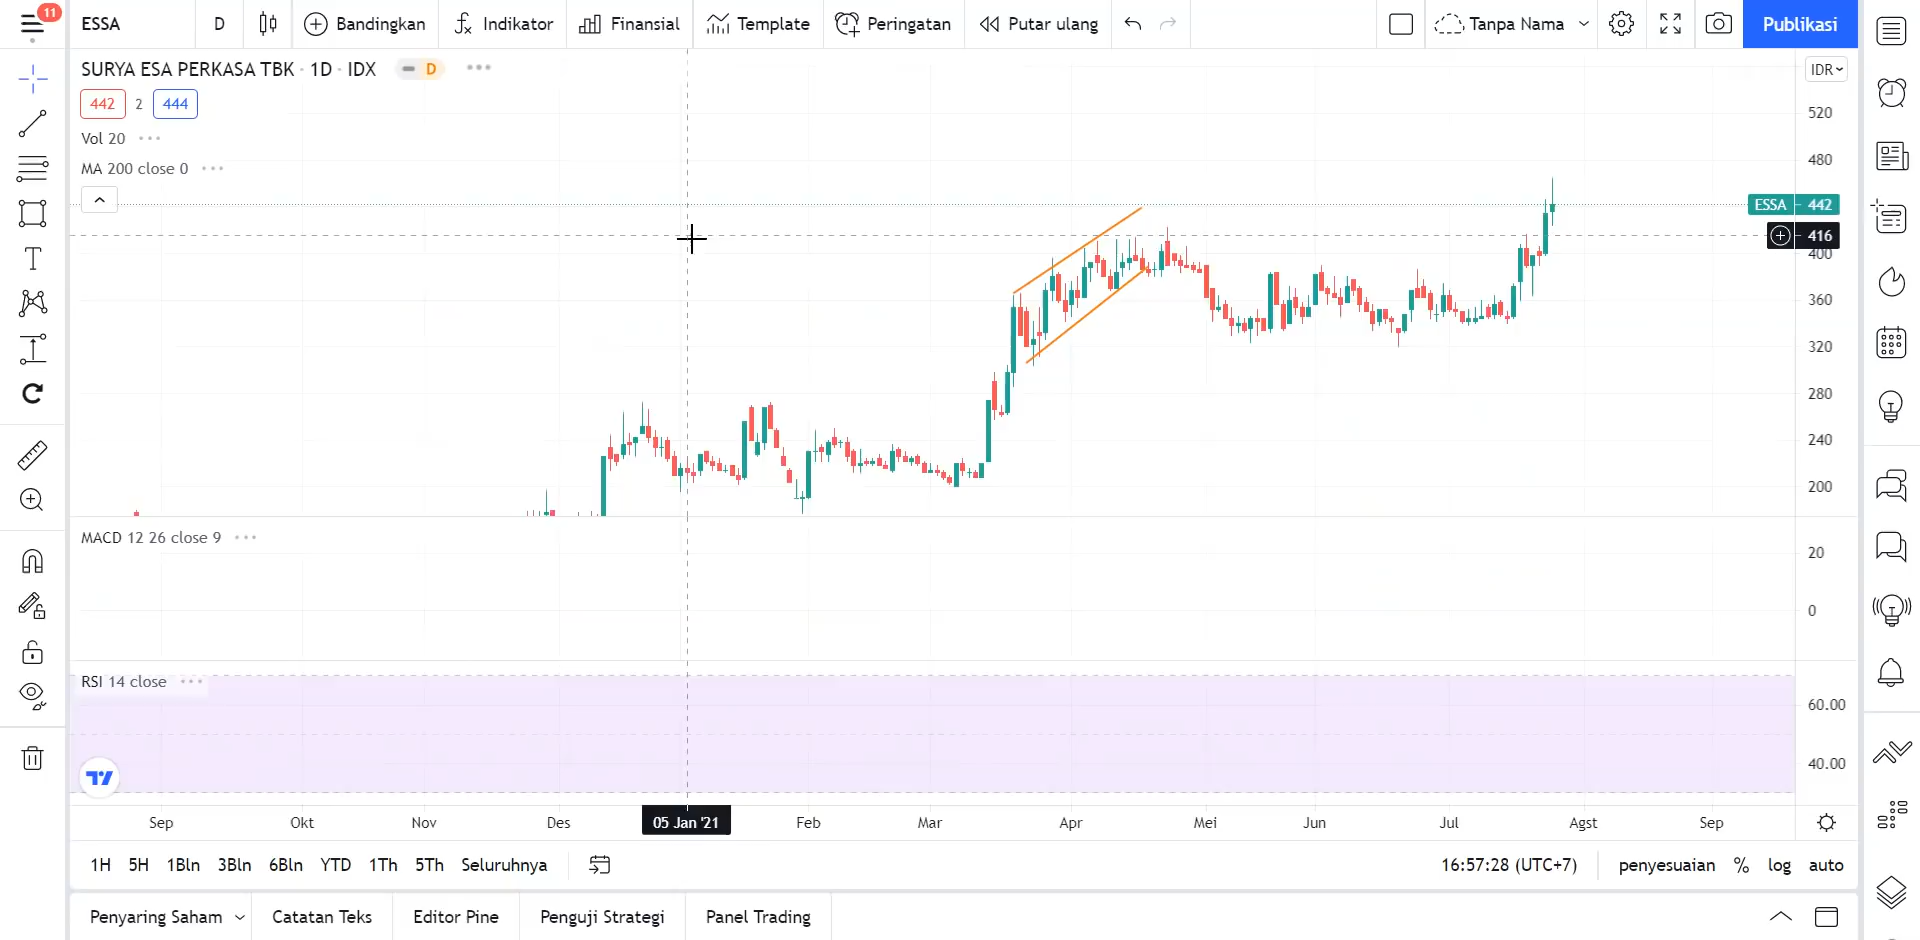 11
ESSA D Bandingkan Indikator Finansial Template Peringatan Putar ulang Tanpa Nama Publikasi
SURYA ESA PERKASA TBK · 1D · IDX D
IDR
442 2 444
Vol 20
MA 200 close 0
520
480
ESSA 442
416
400
360
320
280
240
200
MACD 12 26 close 9
20
0
RSI 14 close
60.00
40.00
Sep Okt Nov Des 05 Jan '21 Feb Mar Apr Mei Jun Jul Agst Sep
1H 5H 1Bln 3Bln 6Bln YTD 1Th 5Th Seluruhnya 16:57:28 (UTC+7) penyesuaian % log auto
Penyaring Saham Catatan Teks Editor Pine Penguji Strategi Panel Trading